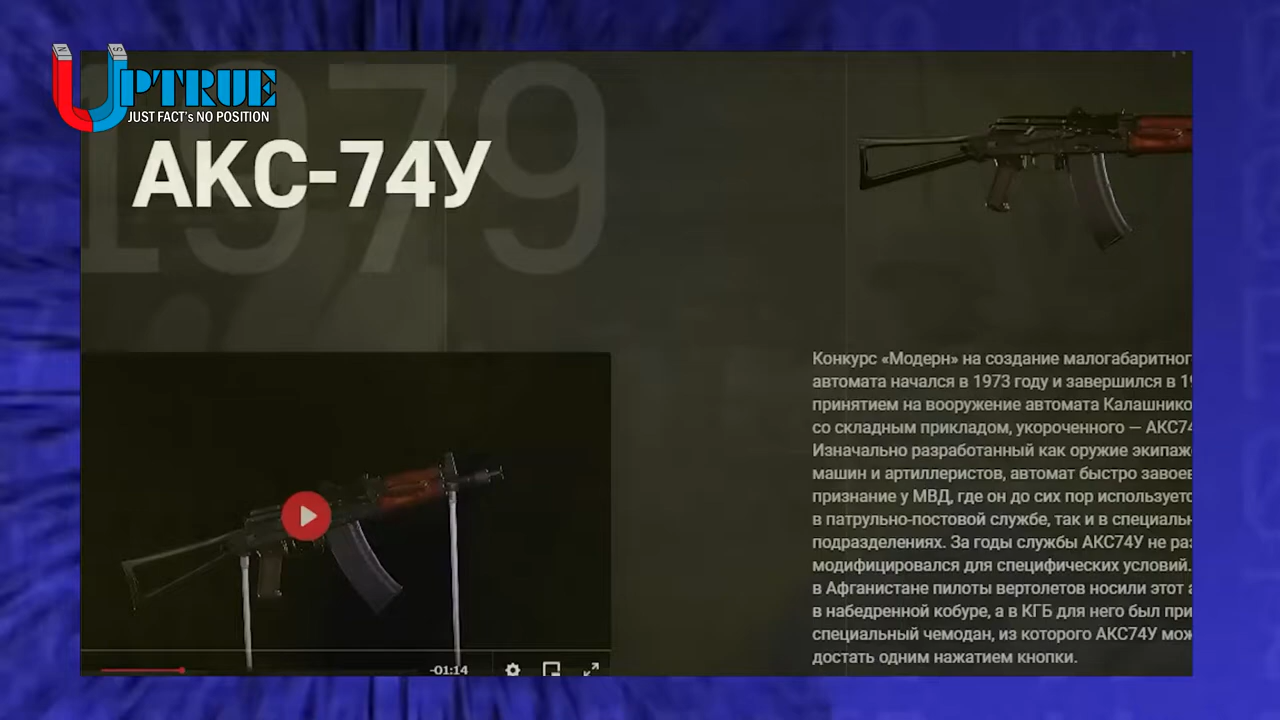 N S
UPTRUE
JUST FACT's NO POSITION
1979
АКС-74У
Конкурс «Модерн» на создание малогабаритног
автомата начался в 1973 году и завершился в 19
принятием на вооружение автомата Калашнико
со складным прикладом, укороченного — АКС74
Изначально разработанный как оружие экипаж
машин и артиллеристов, автомат быстро завоев
признание у МВД, где он до сих пор используетс
в патрульно-постовой службе, так и в специальн
подразделениях. За годы службы АКС74У не раз
модифицировался для специфических условий.
в Афганистане пилоты вертолетов носили этот а
в набедренной кобуре, а в КГБ для него был при
специальный чемодан, из которого АКС74У мож
достать одним нажатием кнопки.
-01:14